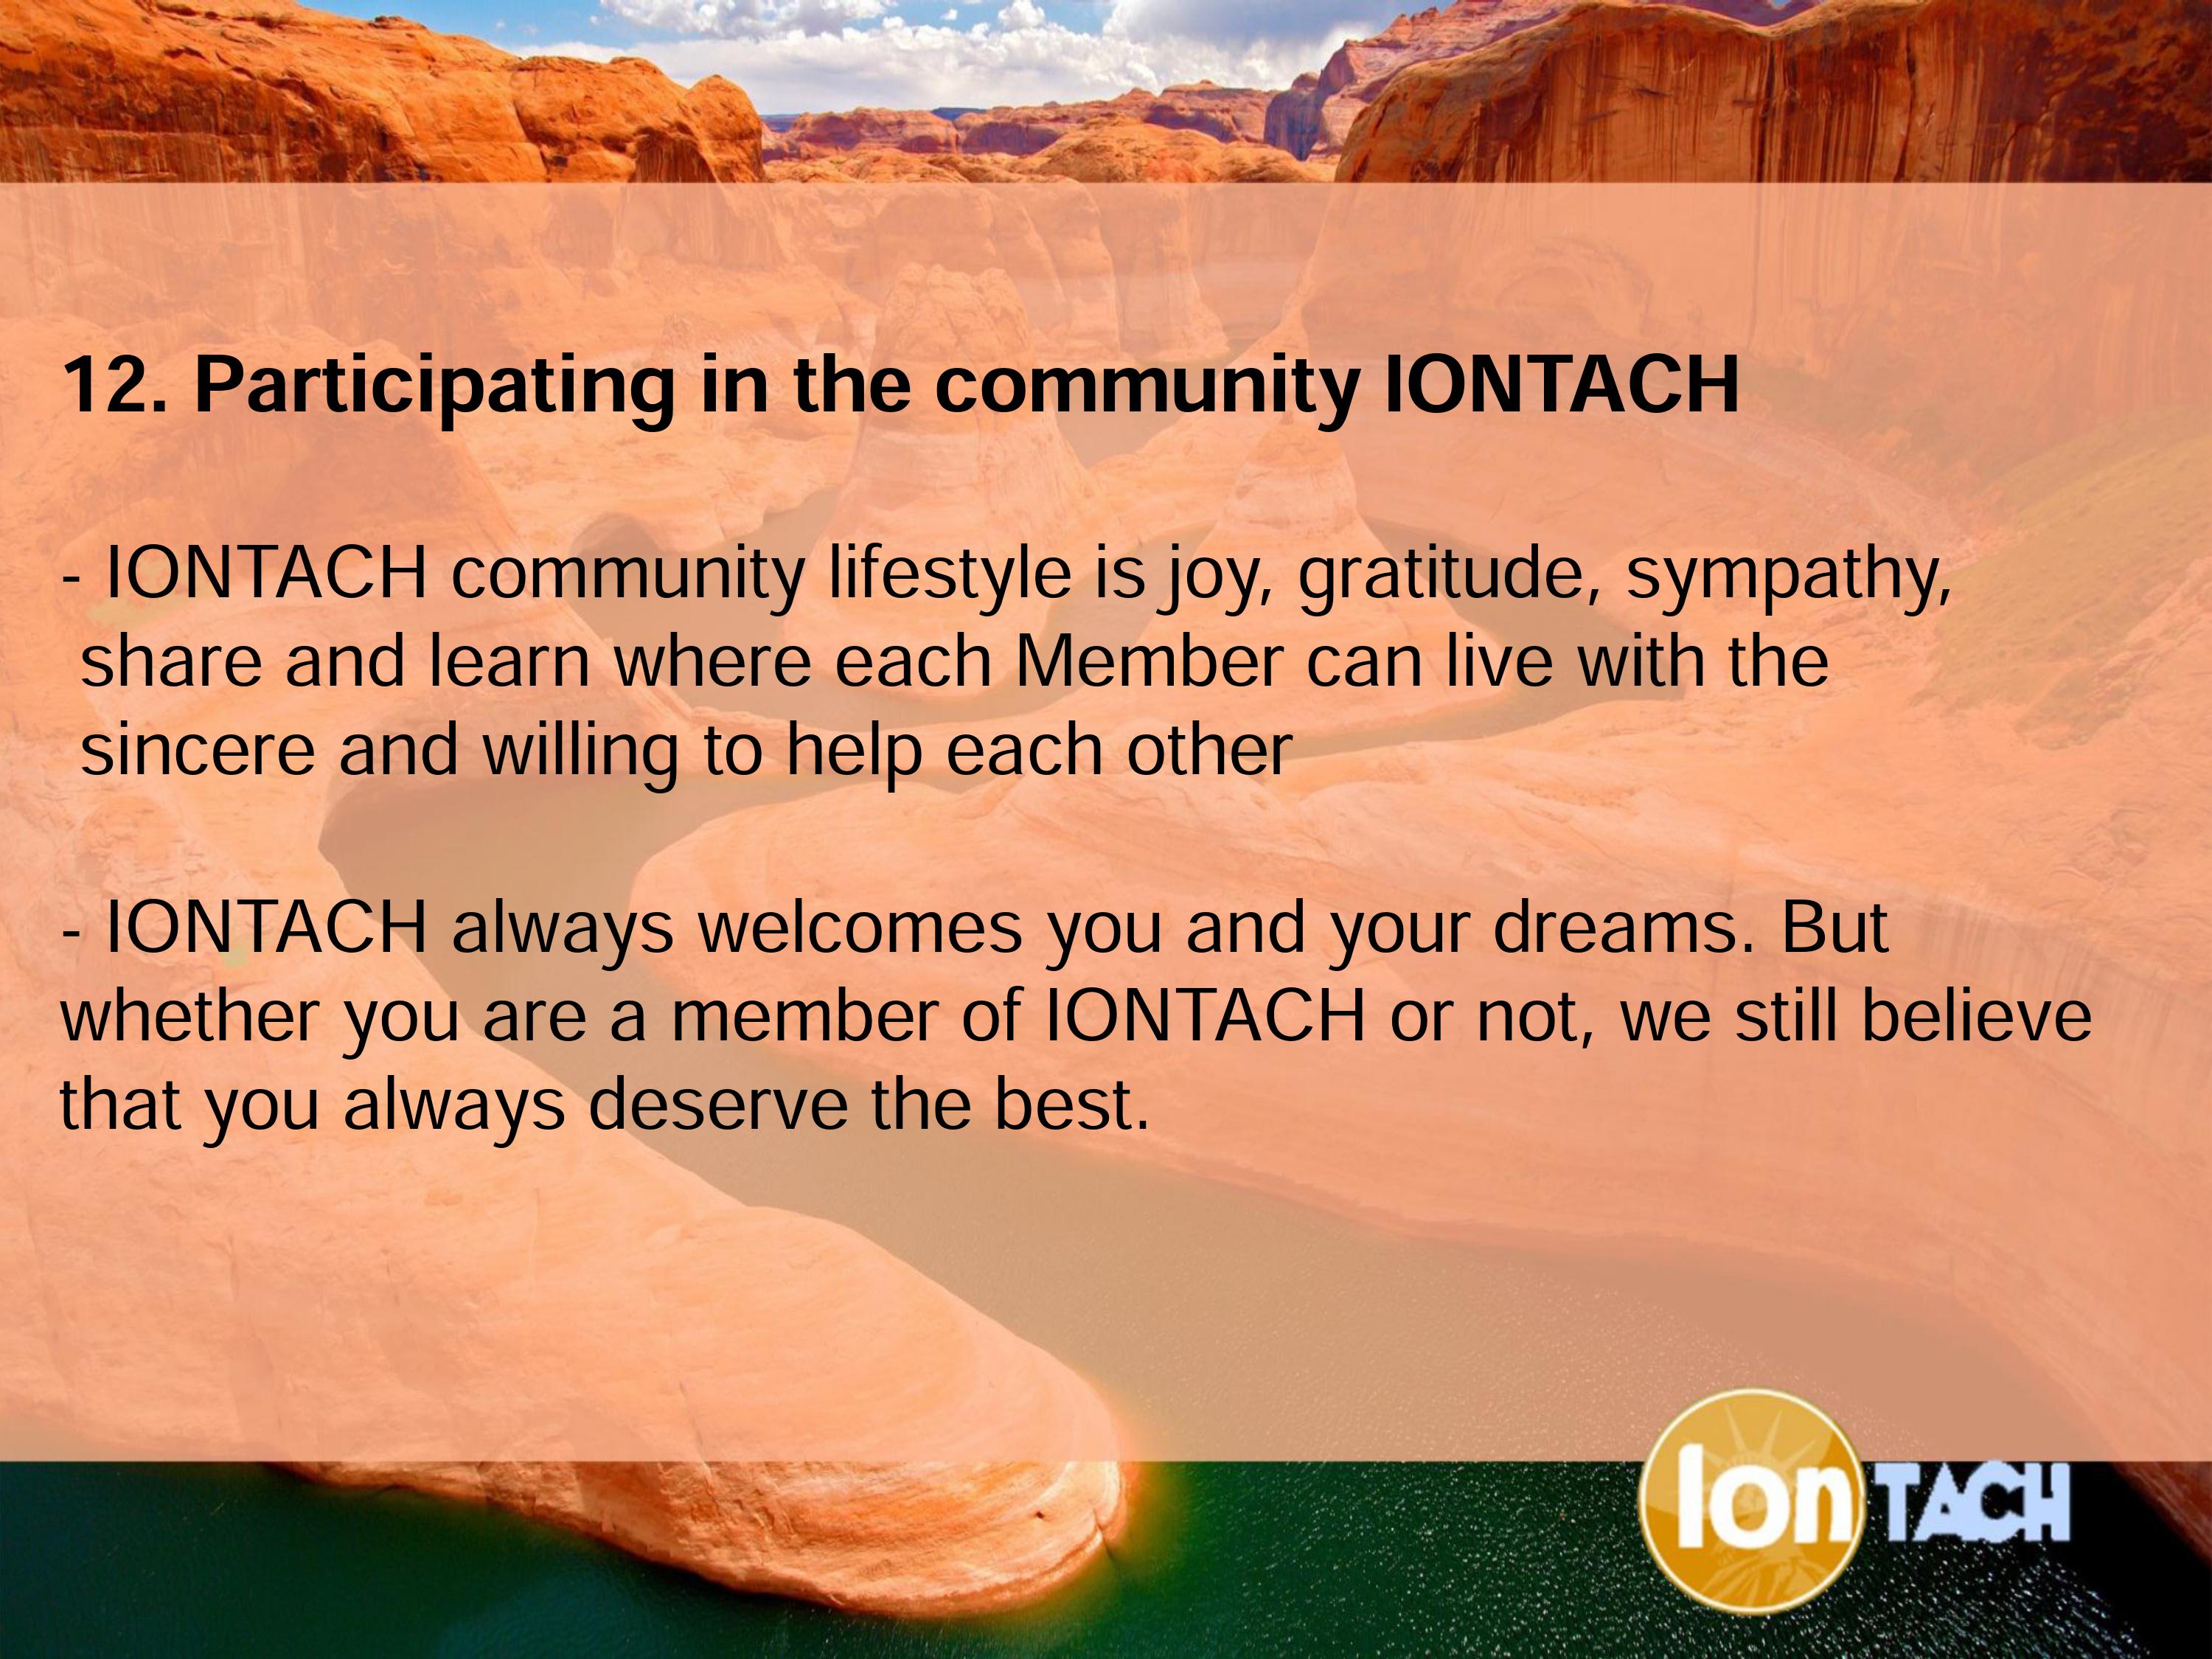 12. Participating in the community IONTACH
- IONTACH community lifestyle is joy, gratitude, sympathy,
share and learn where each Member can live with the
sincere and willing to help each other
- IONTACH always welcomes you and your dreams. But
whether you are a member of IONTACH or not, we still believe
that you always deserve the best.
Ion TACH